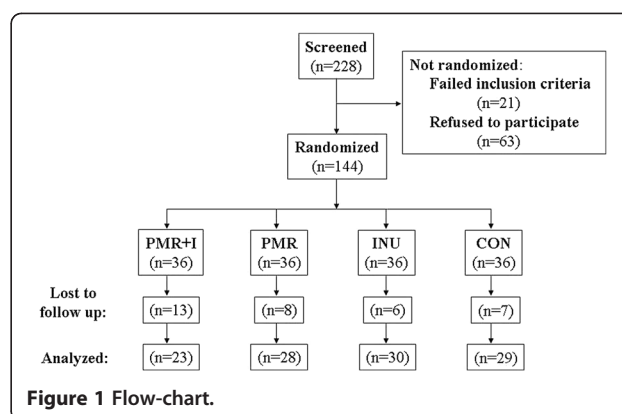 Screened
(n=228)
Not randomized:
Failed inclusion criteria
(n=21)
Refused to participate
(n=63)
Randomized
(n=144)
PMR+I
(n=36)
PMR
(n=36)
INU
(n=36)
CON
(n=36)
Lost to
follow up:
(n=13)
(n=8)
(n=6)
(n=7)
Analyzed:
(n=23)
(n=28)
(n=30)
(n=29)
Figure 1 Flow-chart.